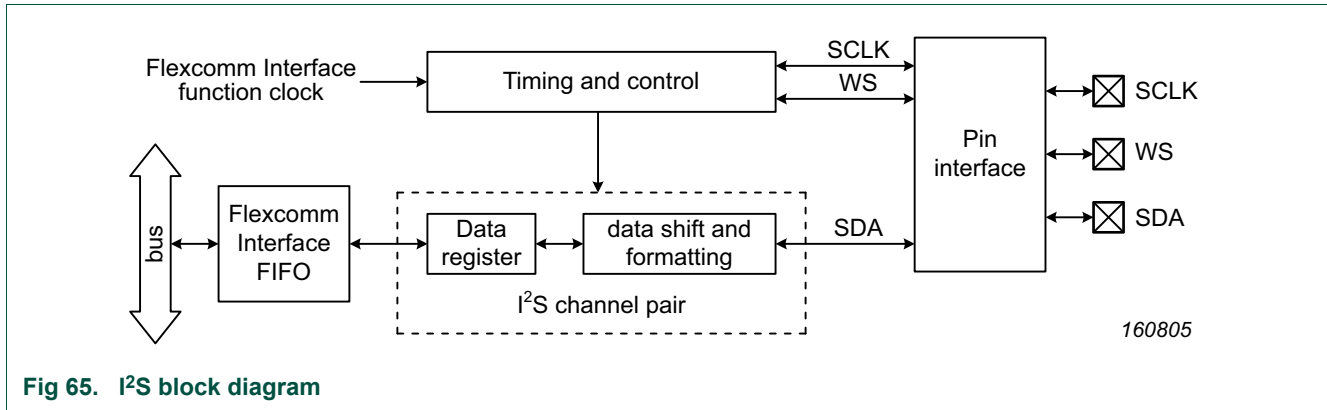 Flexcomm Interface
function clock
Timing and control
SCLK
WS
Pin
interface
SCLK
WS
SDA
bus
Flexcomm
Interface
FIFO
Data
register
data shift and
formatting
SDA
I²S channel pair
160805
Fig 65. I²S block diagram